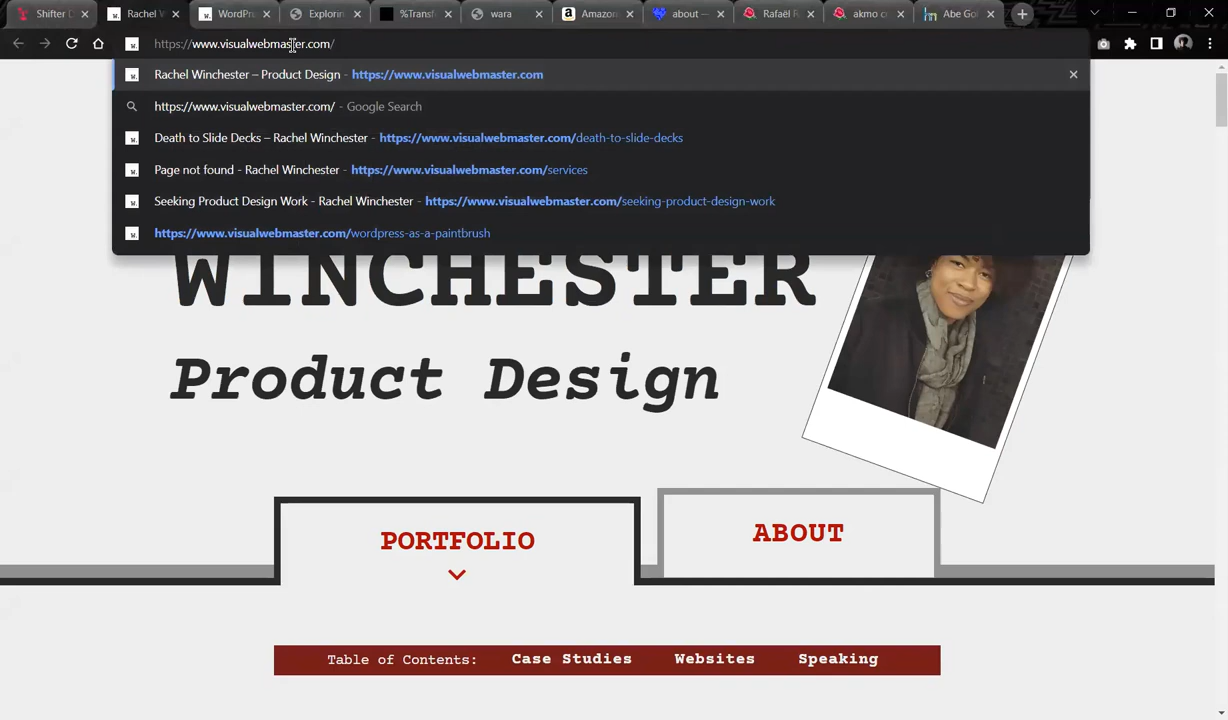 Shifter D
Rachel W
WordPre
Explorin
%Transf
wara
Amazon
about —
Rafaël R
akmo c
Abe Go
https://www.visualwebmaster.com/
Rachel Winchester – Product Design - https://www.visualwebmaster.com
https://www.visualwebmaster.com/ - Google Search
Death to Slide Decks – Rachel Winchester - https://www.visualwebmaster.com/death-to-slide-decks
Page not found - Rachel Winchester - https://www.visualwebmaster.com/services
Seeking Product Design Work - Rachel Winchester - https://www.visualwebmaster.com/seeking-product-design-work
https://www.visualwebmaster.com/wordpress-as-a-paintbrush
WINCHESTER
Product Design
PORTFOLIO
ABOUT
Table of Contents: Case Studies Websites Speaking